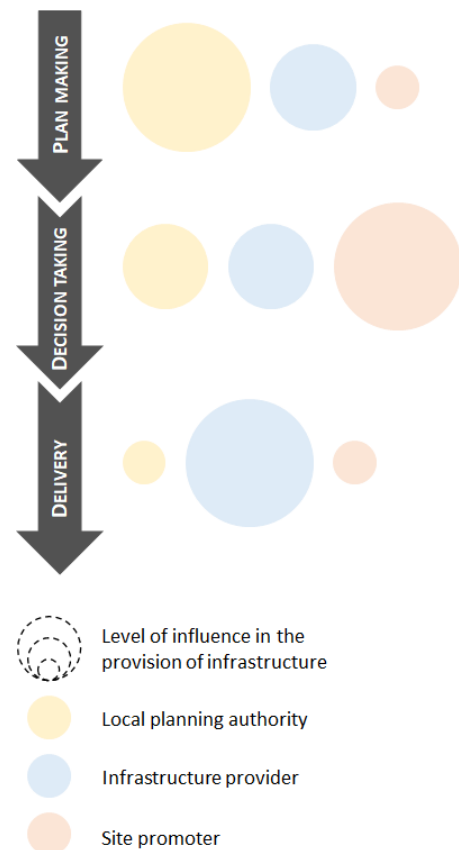 PLAN MAKING
DECISION TAKING
DELIVERY
Level of influence in the
provision of infrastructure
Local planning authority
Infrastructure provider
Site promoter